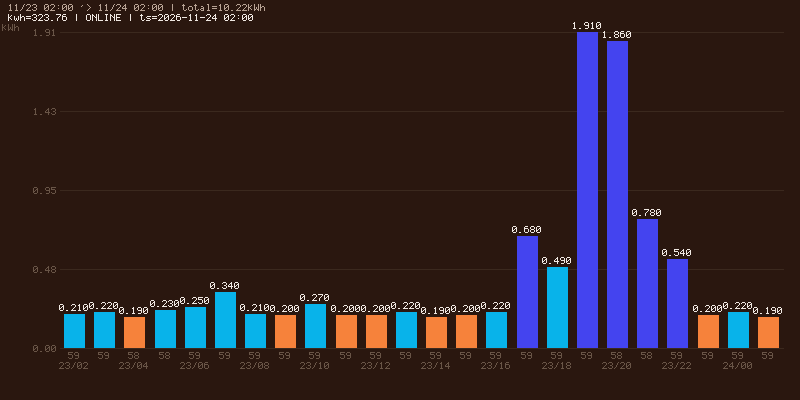 11/23 02:00 -> 11/24 02:00 | total=10.22KWh
Kwh=323.76 | ONLINE | ts=2026-11-24 02:00
KWh
1.91
1.43
0.95
0.48
0.00
0.210 0.220 0.190 0.230 0.250 0.340 0.210 0.200 0.270 0.200 0.200 0.220 0.190 0.200 0.220 0.680 0.490 1.910 1.860 0.780 0.540 0.200 0.220 0.190
59 59 58 58 59 59 59 59 59 59 59 59 59 59 59 59 59 59 58 58 59 59 59 59
23/02 23/04 23/06 23/08 23/10 23/12 23/14 23/16 23/18 23/20 23/22 24/00